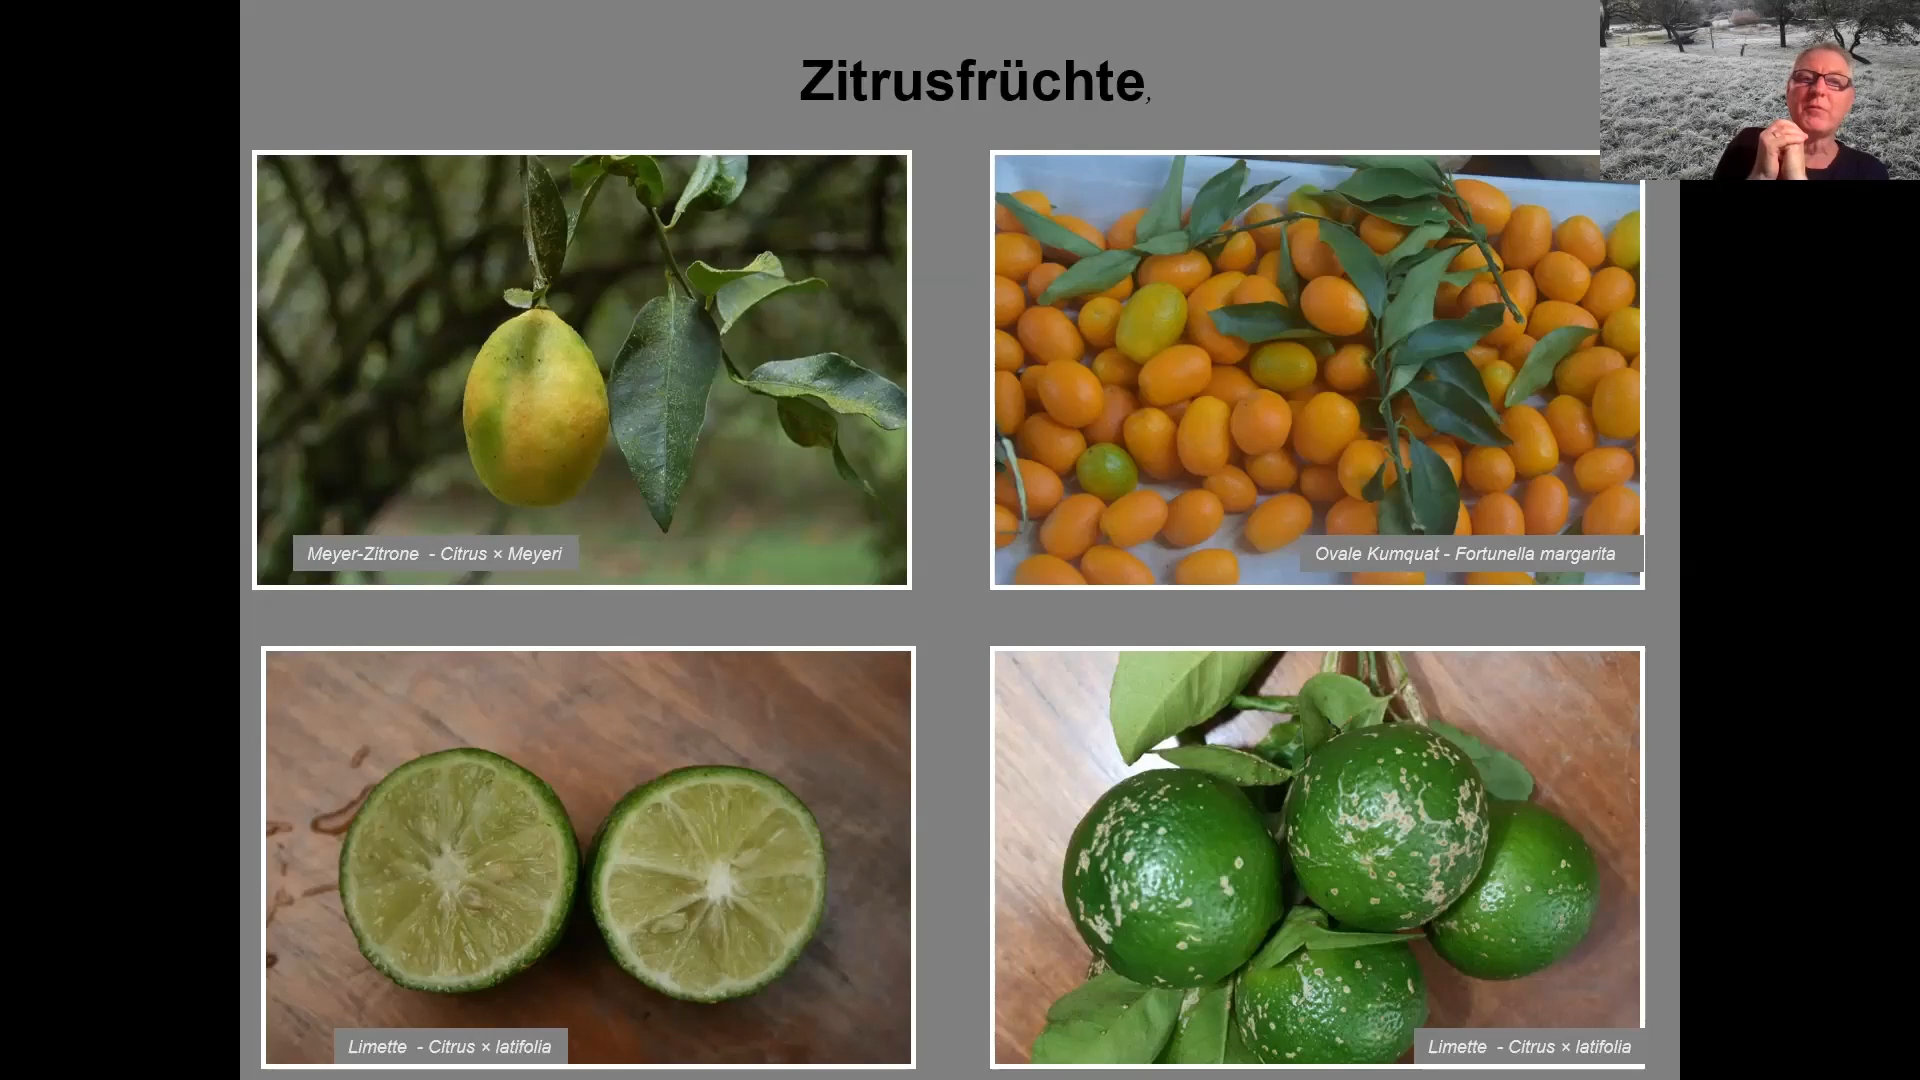 Zitrusfrüchte,
Meyer-Zitrone - Citrus × Meyeri
Ovale Kumquat - Fortunella margarita
Limette - Citrus × latifolia
Limette - Citrus × latifolia